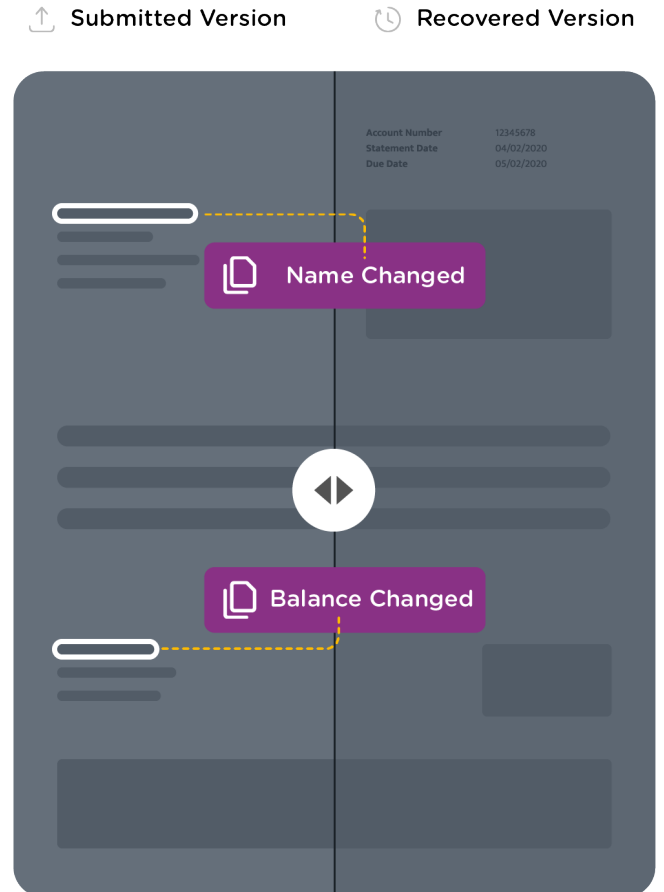 Submitted Version
Recovered Version
Account Number 12345678
Statement Date 04/02/2020
Due Date 05/02/2020
Name Changed
Balance Changed